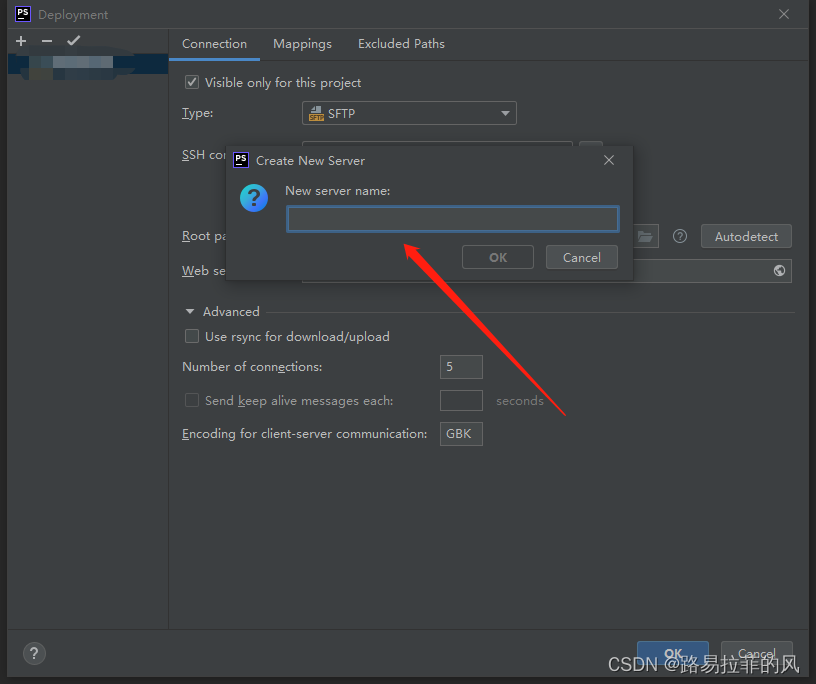 PS Deployment
Connection Mappings Excluded Paths
Visible only for this project
Type: SFTP SFTP
SSH con
PS Create New Server
? New server name:
Root pa
? Autodetect
OK Cancel
Web se
Advanced
Use rsync for download/upload
Number of connections: 5
Send keep alive messages each: seconds
Encoding for client-server communication: GBK
? OK Cancel
CSDN @路易拉菲的风